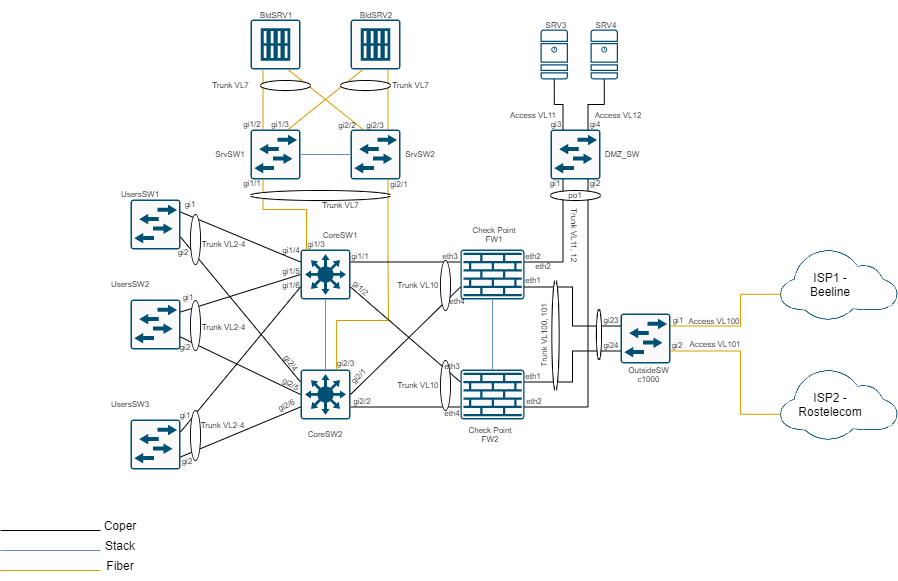 BldSRV1
BldSRV2
SRV3
SRV4
Trunk VL7
Trunk VL7
Access VL11
Access VL12
gi1/2
gi1/3
gi2/2
gi2/3
gi3
gi4
SrvSW1
SrvSW2
DMZ_SW
gi1/1
gi2/1
gi1
gi2
po1
Trunk VL7
UsersSW1
gi1
gi2
Trunk VL2-4
CoreSW1
gi1/3
gi1/4
gi1/5
gi1/6
gi1/1
gi1/2
Check Point
FW1
eth3
eth4
eth2
eth2
eth1
Trunk VL10
Trunk VL11, 12
UsersSW2
gi1
gi2
Trunk VL2-4
Trunk VL100, 101
gi23
gi24
gi1
gi2
Access VL100
Access VL101
OutsideSW
c1000
ISP1 -
Beeline
gi2/4
gi2/5
gi2/6
gi2/3
gi2/1
gi2/2
CoreSW2
Trunk VL10
eth3
eth4
eth1
eth2
Check Point
FW2
ISP2 -
Rostelecom
UsersSW3
gi1
gi2
Trunk VL2-4
Coper
Stack
Fiber